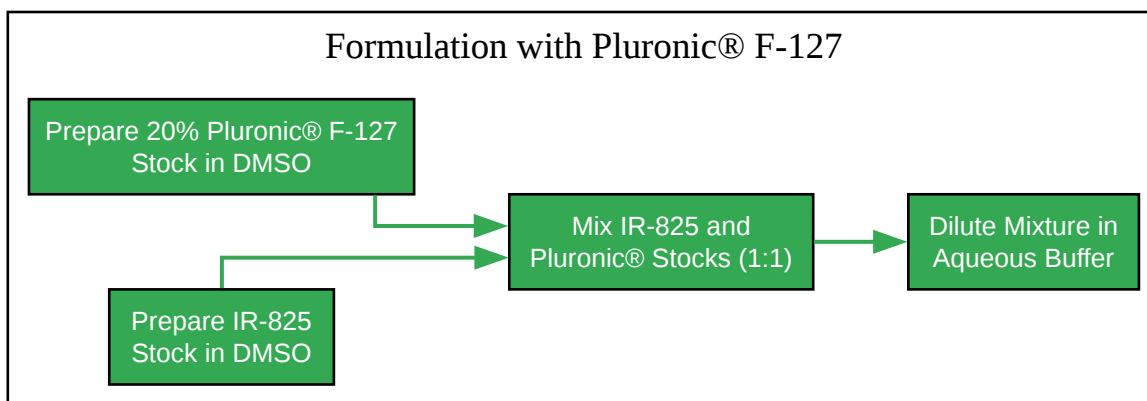 Formulation with Pluronic® F-127
Prepare 20% Pluronic® F-127
Stock in DMSO
Mix IR-825 and
Pluronic® Stocks (1:1)
Dilute Mixture in
Aqueous Buffer
Prepare IR-825
Stock in DMSO